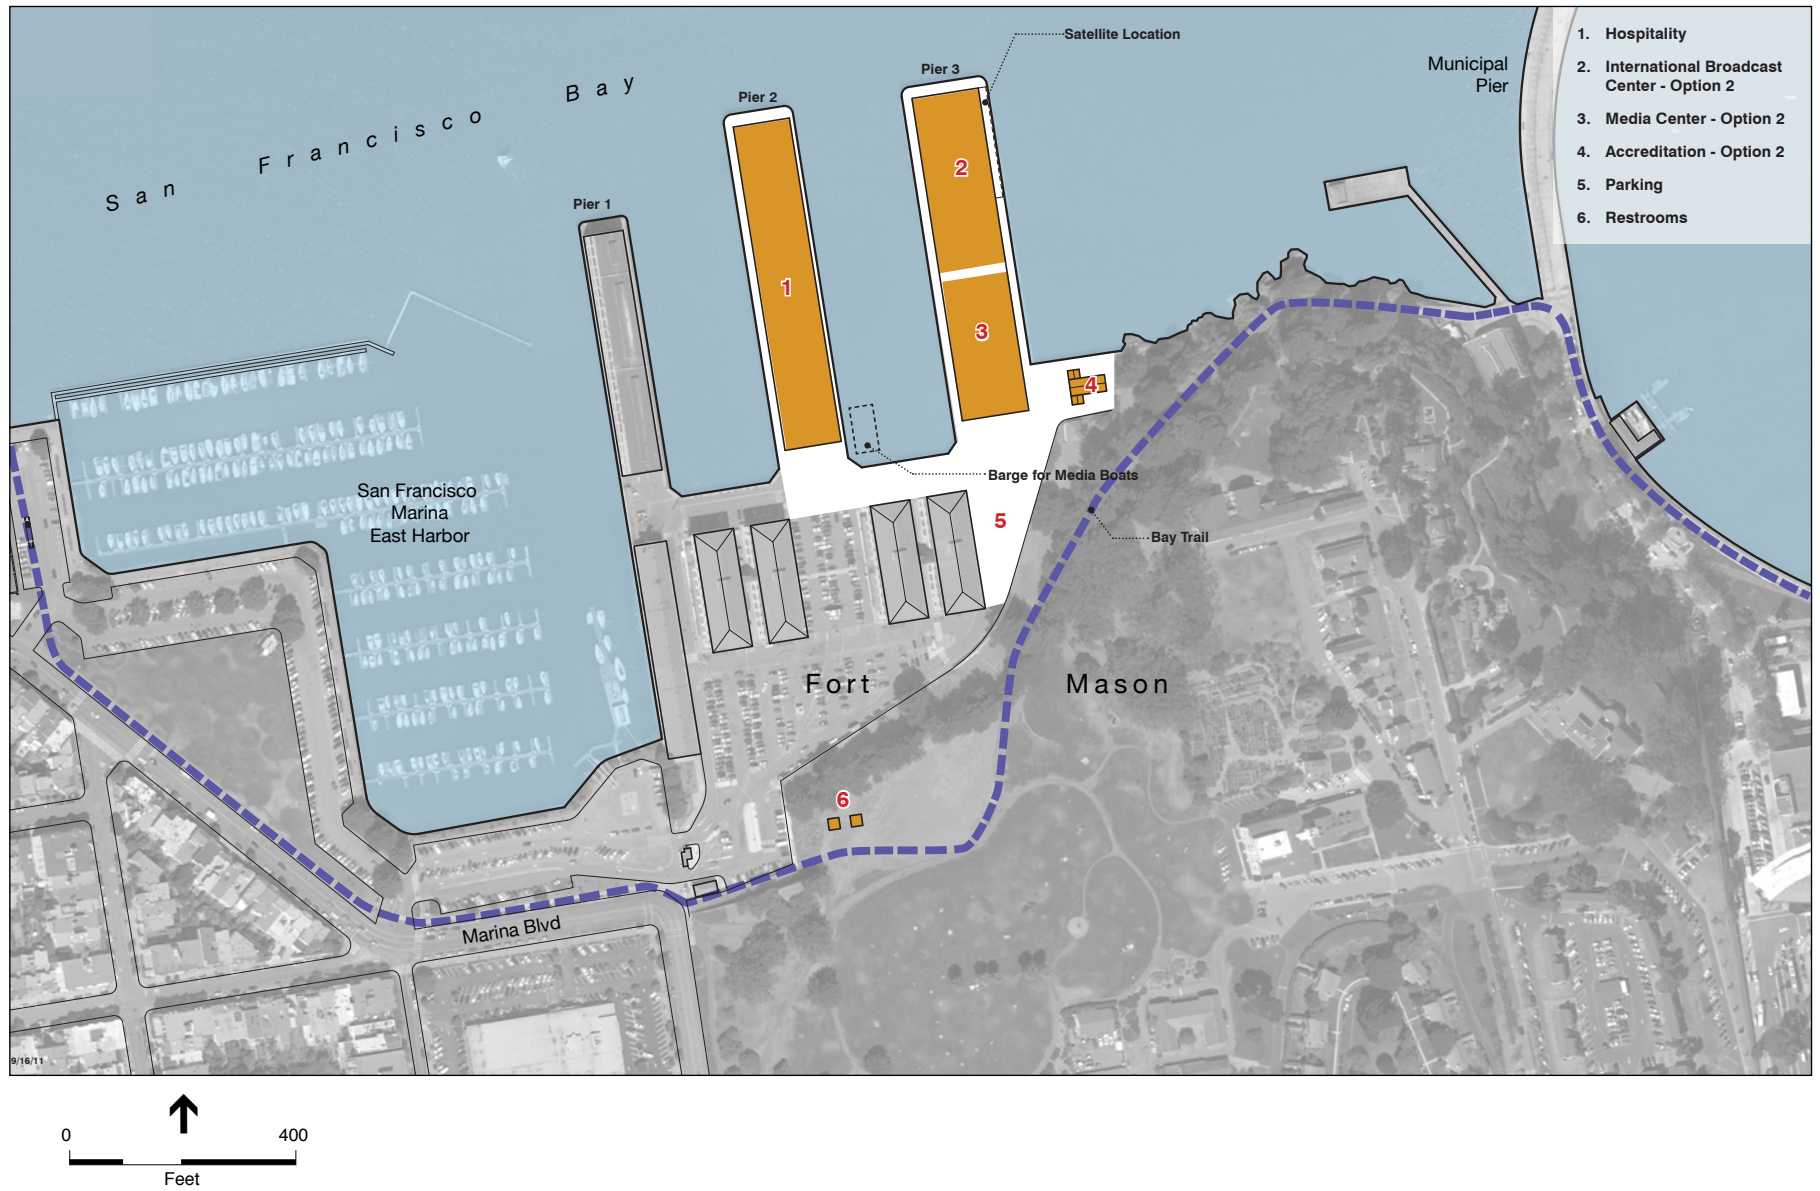 Satellite Location
Pier 3
Pier 2
Pier 1
San Francisco Bay
Municipal
Pier
1. Hospitality
2. International Broadcast
Center - Option 2
3. Media Center - Option 2
4. Accreditation - Option 2
5. Parking
6. Restrooms
1
2
3
4
5
6
Barge for Media Boats
Bay Trail
San Francisco
Marina
East Harbor
Fort Mason
Marina Blvd
9/16/11
0 400
Feet